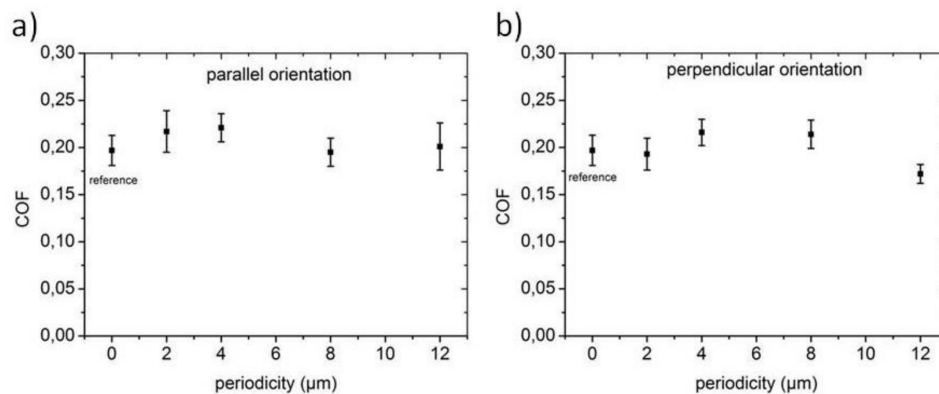 a)
0,30
0,25
0,20
0,15
0,10
0,05
0,00
COF
parallel orientation
reference
0 2 4 6 8 10 12
periodicity (µm)
b)
0,30
0,25
0,20
0,15
0,10
0,05
0,00
COF
perpendicular orientation
reference
0 2 4 6 8 10 12
periodicity (µm)